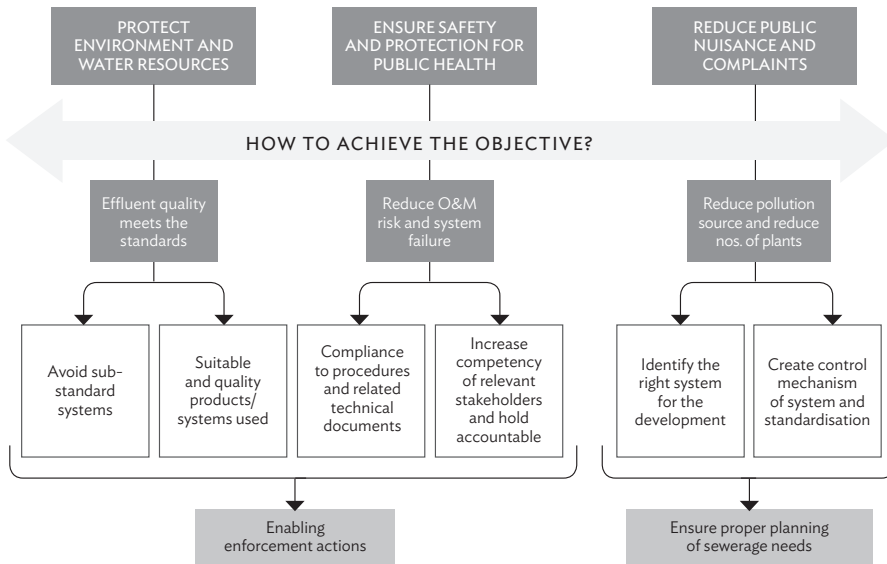 PROTECT
ENVIRONMENT AND
WATER RESOURCES
ENSURE SAFETY
AND PROTECTION FOR
PUBLIC HEALTH
REDUCE PUBLIC
NUISANCE AND
COMPLAINTS
HOW TO ACHIEVE THE OBJECTIVE?
Effluent quality
meets the
standards
Reduce O&M
risk and system
failure
Reduce pollution
source and reduce
nos. of plants
Avoid sub-
standard
systems
Suitable
and quality
products/
systems used
Compliance
to procedures
and related
technical
documents
Increase
competency
of relevant
stakeholders
and hold
accountable
Identify the
right system
for the
development
Create control
mechanism
of system and
standardisation
Enabling
enforcement actions
Ensure proper planning
of sewerage needs